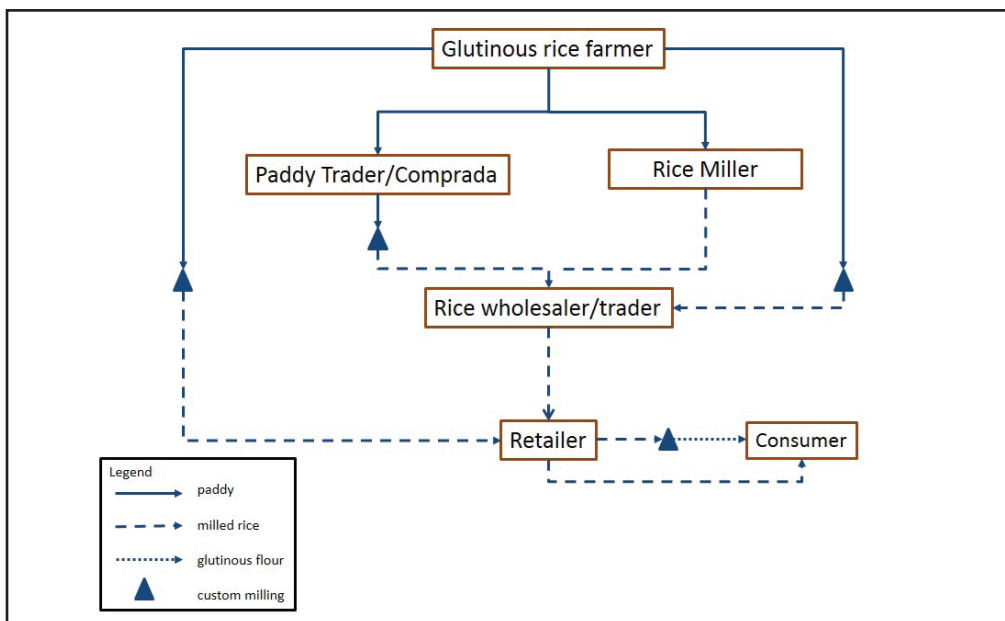 Glutinous rice farmer
Paddy Trader/Comprada
Rice Miller
Rice wholesaler/trader
Retailer
Consumer
Legend
paddy
milled rice
glutinous flour
custom milling